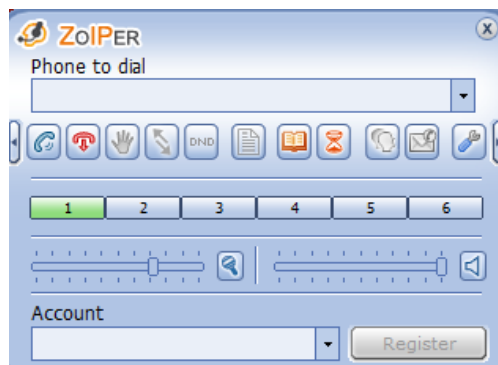 ZoIPER
Phone to dial
DND
1 2 3 4 5 6
Account
Register